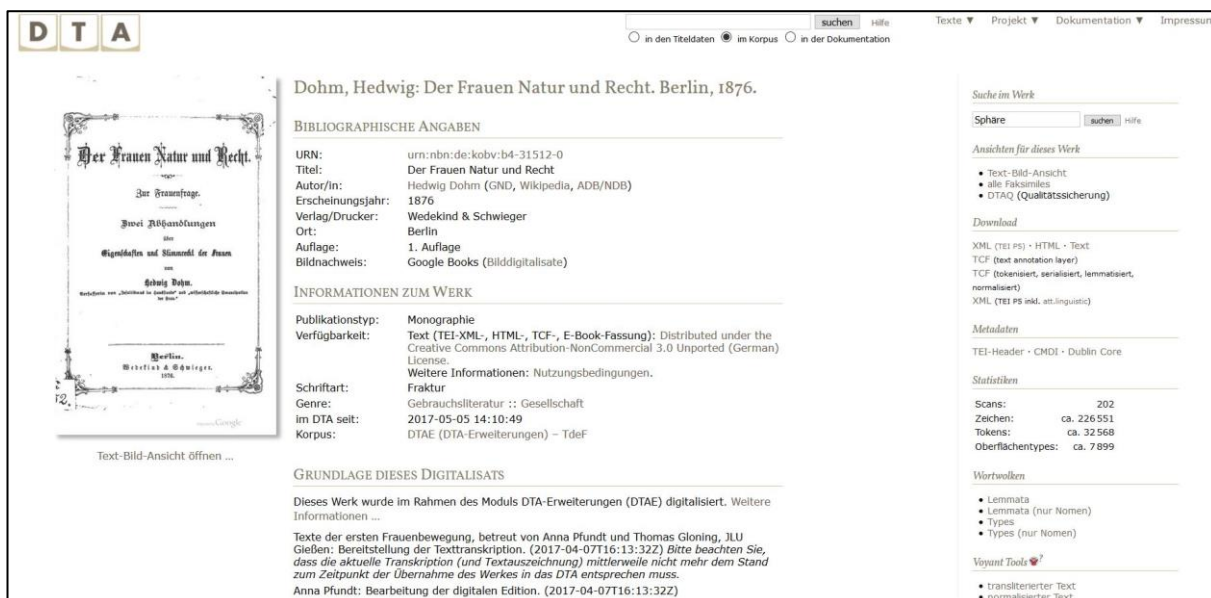 D T A
suchen Hilfe
in den Titeldaten im Korpus in der Dokumentation
Texte ▼ Projekt ▼ Dokumentation ▼ Impressum
Der Frauen Natur und Recht.
Zur Frauenfrage.
Zwei Abhandlungen
über
Eigenschaften und Stimmrecht der Frauen
von
Hedwig Dohm.
Berlin.
Wedekind & Schwieger.
1876.
Google
Text-Bild-Ansicht öffnen ...
Dohm, Hedwig: Der Frauen Natur und Recht. Berlin, 1876.
Bibliographische Angaben
URN: urn:nbn:de:kobv:b4-31512-0
Titel: Der Frauen Natur und Recht
Autor/in: Hedwig Dohm (GND, Wikipedia, ADB/NDB)
Erscheinungsjahr: 1876
Verlag/Drucker: Wedekind & Schwieger
Ort: Berlin
Auflage: 1. Auflage
Bildnachweis: Google Books (Bilddigitalisate)
Informationen zum Werk
Publikationstyp: Monographie
Verfügbarkeit: Text (TEI-XML-, HTML-, TCF-, E-Book-Fassung): Distributed under the
Creative Commons Attribution-NonCommercial 3.0 Unported (German)
License.
Weitere Informationen: Nutzungsbedingungen.
Schriftart: Fraktur
Genre: Gebrauchsliteratur :: Gesellschaft
im DTA seit: 2017-05-05 14:10:49
Korpus: DTAE (DTA-Erweiterungen) – TdeF
Grundlage dieses Digitalisats
Dieses Werk wurde im Rahmen des Moduls DTA-Erweiterungen (DTAE) digitalisiert. Weitere
Informationen ...
Texte der ersten Frauenbewegung, betreut von Anna Pfundt und Thomas Gloning, JLU
Gießen: Bereitstellung der Texttranskription. (2017-04-07T16:13:32Z) Bitte beachten Sie,
dass die aktuelle Transkription (und Textauszeichnung) mittlerweile nicht mehr dem Stand
zum Zeitpunkt der Übernahme des Werkes in das DTA entsprechen muss.
Anna Pfundt: Bearbeitung der digitalen Edition. (2017-04-07T16:13:32Z)
Suche im Werk
Sphäre suchen Hilfe
Ansichten für dieses Werk
• Text-Bild-Ansicht
• alle Faksimiles
• DTAQ (Qualitätssicherung)
Download
XML (TEI P5) · HTML · Text
TCF (text annotation layer)
TCF (tokenisiert, serialisiert, lemmatisiert,
normalisiert)
XML (TEI P5 inkl. att.linguistic)
Metadaten
TEI-Header · CMDI · Dublin Core
Statistiken
Scans: 202
Zeichen: ca. 226551
Tokens: ca. 32568
Oberflächentypes: ca. 7899
Wortwolken
• Lemmata
• Lemmata (nur Nomen)
• Types
• Types (nur Nomen)
Voyant Tools ?
• transliterierter Text
• normalisierter Text